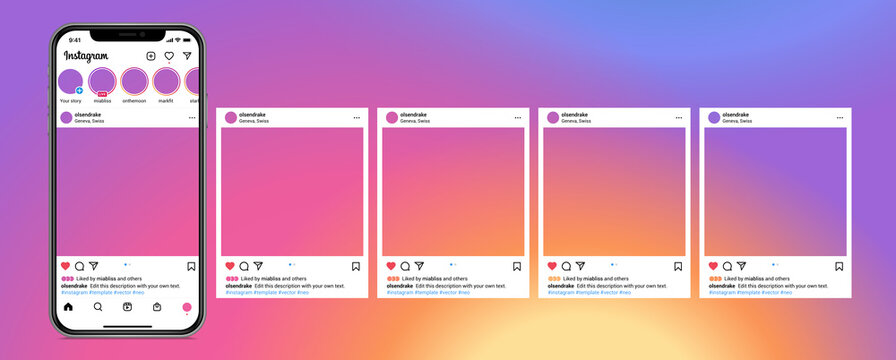 9:41
Instagram
LIVE
Your story miabliss onthemoon markfit
olsendrake
Geneva, Swiss
Liked by miabliss and others
olsendrake Edit this description with your own text.
#instagram #template #vector #neo
olsendrake
Geneva, Swiss
Liked by miabliss and others
olsendrake Edit this description with your own text.
#instagram #template #vector #neo
olsendrake
Geneva, Swiss
Liked by miabliss and others
olsendrake Edit this description with your own text.
#instagram #template #vector #neo
olsendrake
Geneva, Swiss
Liked by miabliss and others
olsendrake Edit this description with your own text.
#instagram #template #vector #neo
olsendrake
Geneva, Swiss
Liked by miabliss and others
olsendrake Edit this description with your own text.
#instagram #template #vector #neo